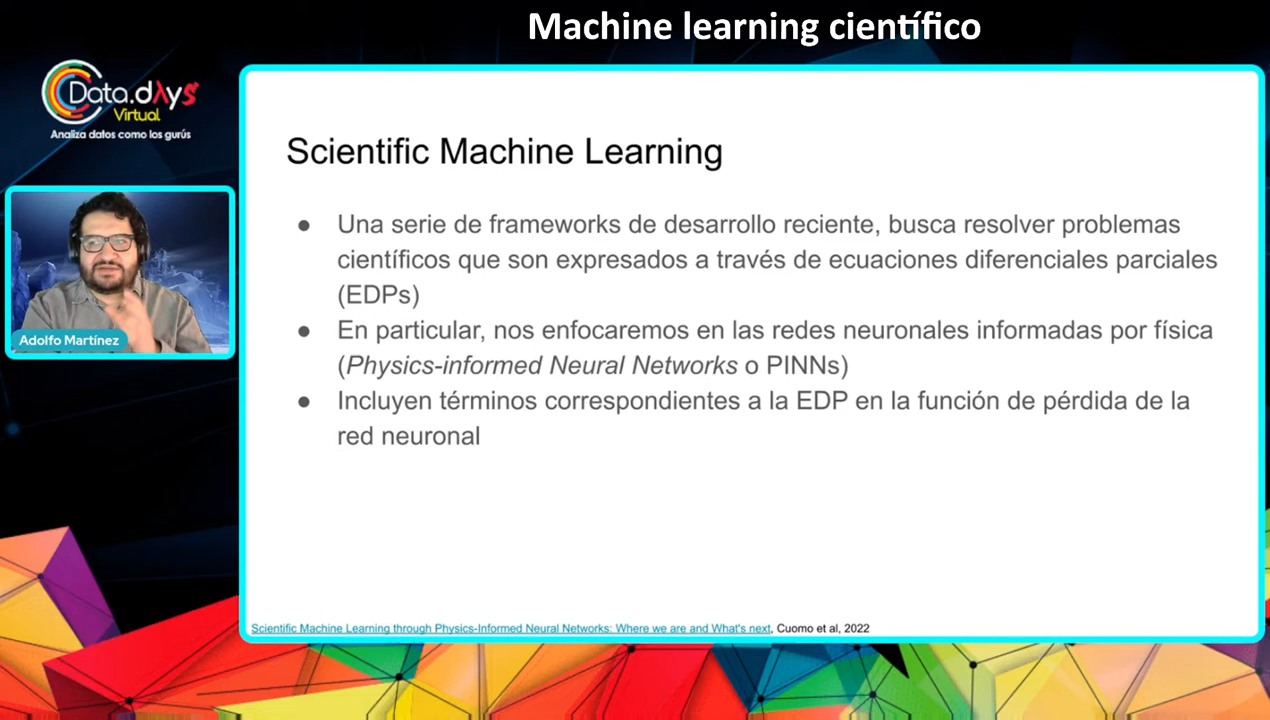 Machine learning científico
Data.dλys
Virtual
Analiza datos como los gurús
Adolfo Martínez
Scientific Machine Learning
● Una serie de frameworks de desarrollo reciente, busca resolver problemas
científicos que son expresados a través de ecuaciones diferenciales parciales
(EDPs)
● En particular, nos enfocaremos en las redes neuronales informadas por física
(Physics-informed Neural Networks o PINNs)
● Incluyen términos correspondientes a la EDP en la función de pérdida de la
red neuronal
Scientific Machine Learning through Physics-Informed Neural Networks: Where we are and What's next, Cuomo et al, 2022